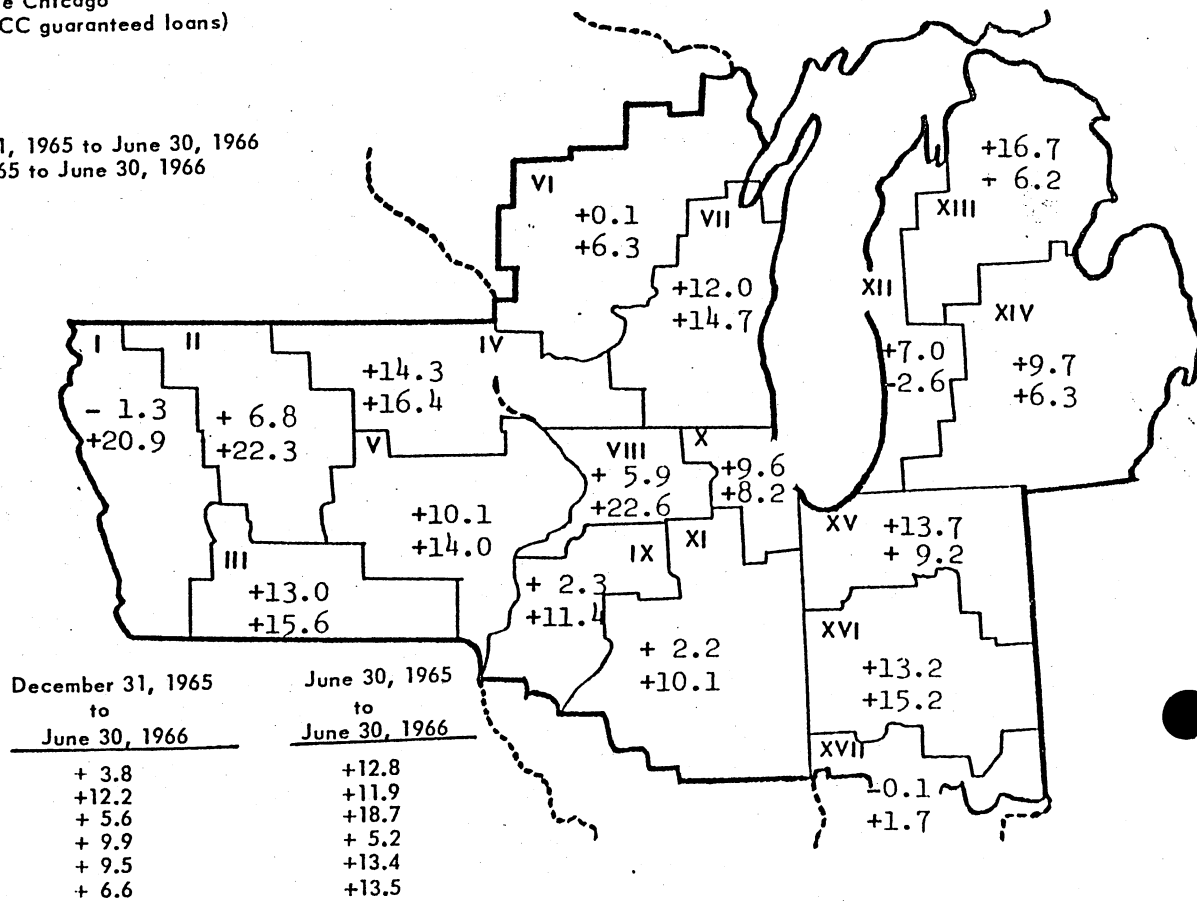 Chicago
CC guaranteed loans)
1, 1965 to June 30, 1966
65 to June 30, 1966
VI
+0.1
+6.3
VII
+12.0
+14.7
+16.7
+ 6.2
XIII
XII
XIV
+7.0
-2.6
+9.7
+6.3
I
II
IV
- 1.3
+20.9
+ 6.8
+22.3
+14.3
+16.4
V
VIII
X
+ 5.9
+22.6
+9.6
+8.2
+10.1
+14.0
III
+13.0
+15.6
IX
XI
+ 2.3
+11.4
+ 2.2
+10.1
XV
+13.7
+ 9.2
XVI
+13.2
+15.2
XVII
-0.1
+1.7
December 31, 1965
to
June 30, 1966
+ 3.8
+12.2
+ 5.6
+ 9.9
+ 9.5
+ 6.6
June 30, 1965
to
June 30, 1966
+12.8
+11.9
+18.7
+ 5.2
+13.4
+13.5